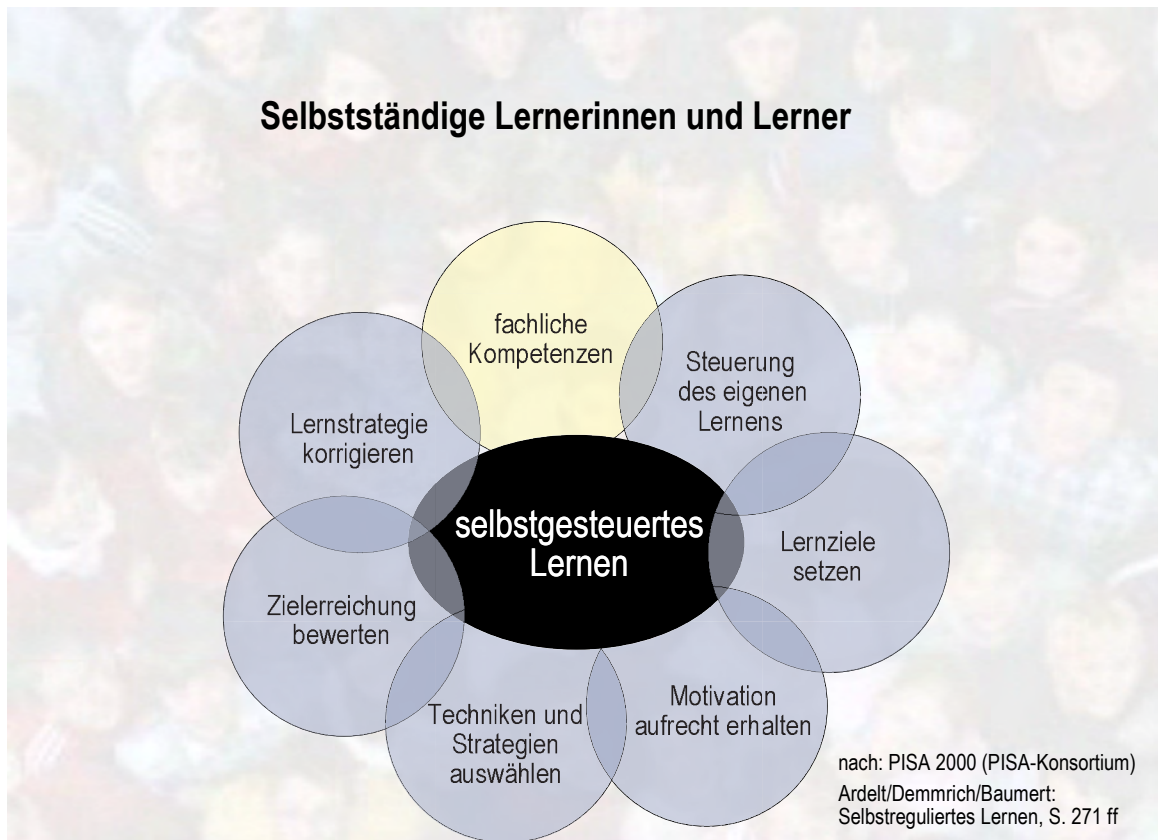 Selbstständige Lernerinnen und Lerner
fachliche
Kompetenzen
Steuerung
des eigenen
Lernens
Lernstrategie
korrigieren
selbstgesteuertes
Lernen
Lernziele
setzen
Zielerreichung
bewerten
Motivation
aufrecht erhalten
Techniken und
Strategien
auswählen
nach: PISA 2000 (PISA-Konsortium)
Ardelt/Demmrich/Baumert:
Selbstreguliertes Lernen, S. 271 ff